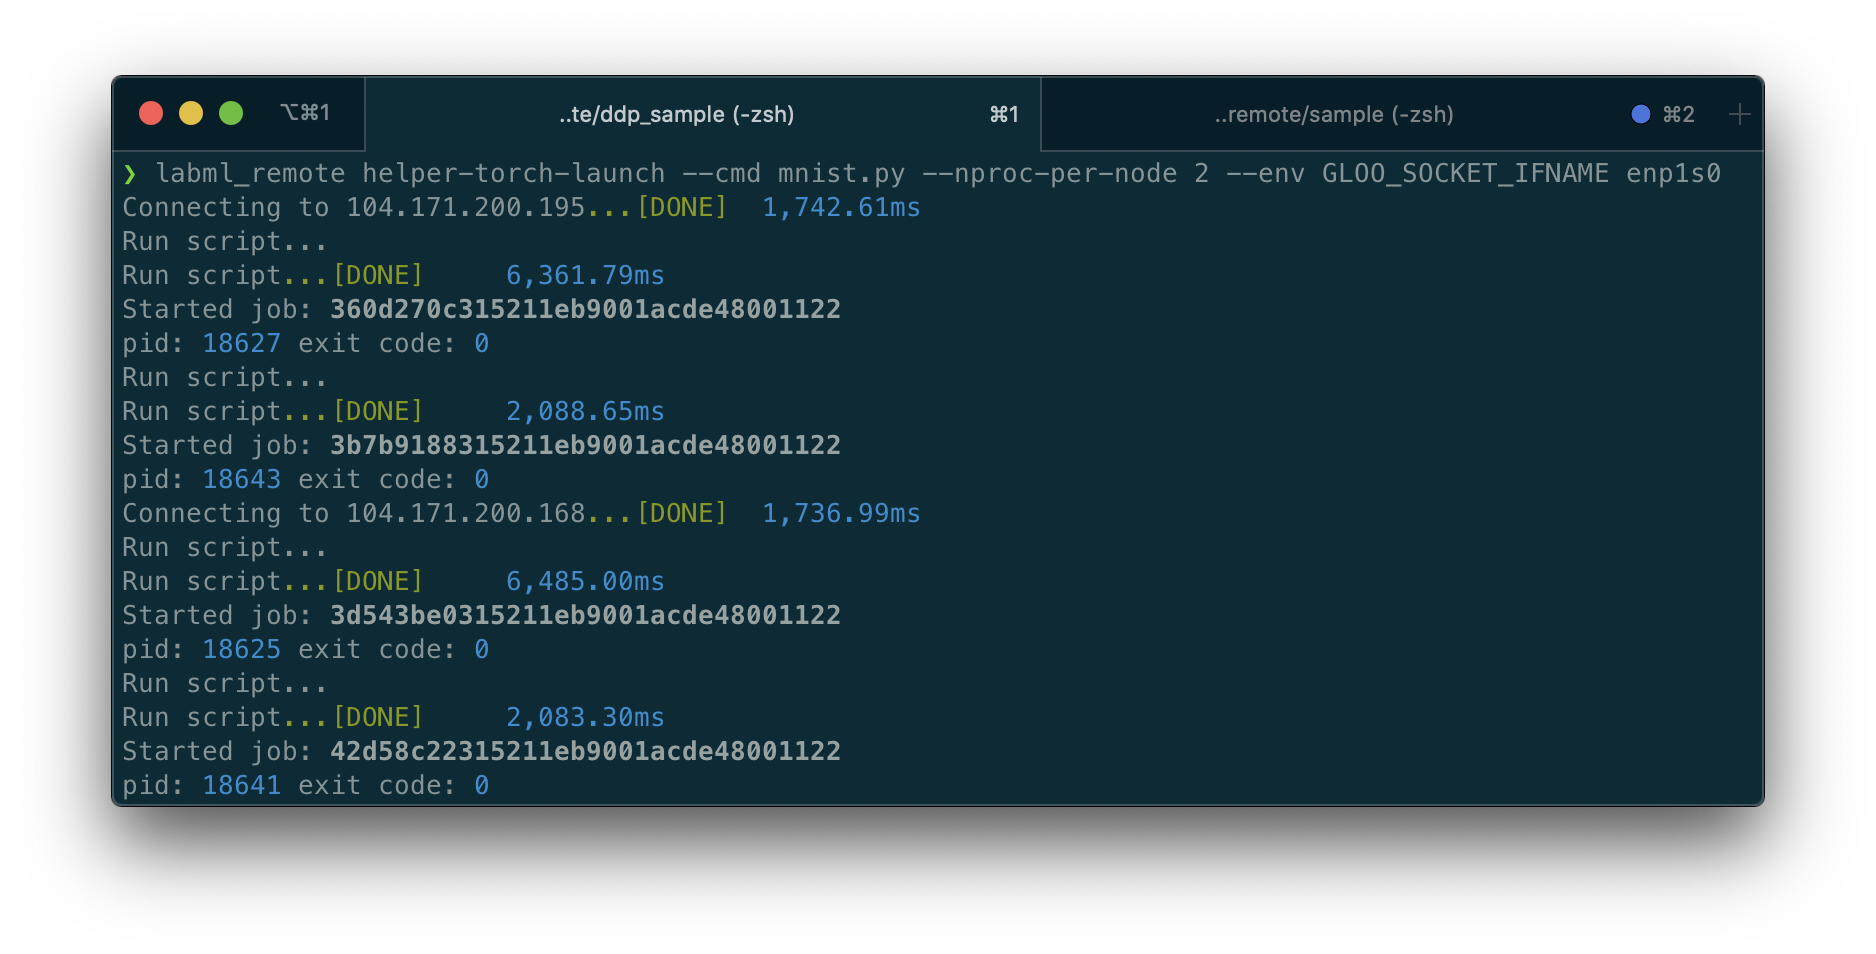 ⌥⌘1 ..te/ddp_sample (-zsh) ⌘1 ..remote/sample (-zsh) ⌘2 +
❯ labml_remote helper-torch-launch --cmd mnist.py --nproc-per-node 2 --env GLOO_SOCKET_IFNAME enp1s0
Connecting to 104.171.200.195...[DONE] 1,742.61ms
Run script...
Run script...[DONE] 6,361.79ms
Started job: 360d270c315211eb9001acde48001122
pid: 18627 exit code: 0
Run script...
Run script...[DONE] 2,088.65ms
Started job: 3b7b9188315211eb9001acde48001122
pid: 18643 exit code: 0
Connecting to 104.171.200.168...[DONE] 1,736.99ms
Run script...
Run script...[DONE] 6,485.00ms
Started job: 3d543be0315211eb9001acde48001122
pid: 18625 exit code: 0
Run script...
Run script...[DONE] 2,083.30ms
Started job: 42d58c22315211eb9001acde48001122
pid: 18641 exit code: 0